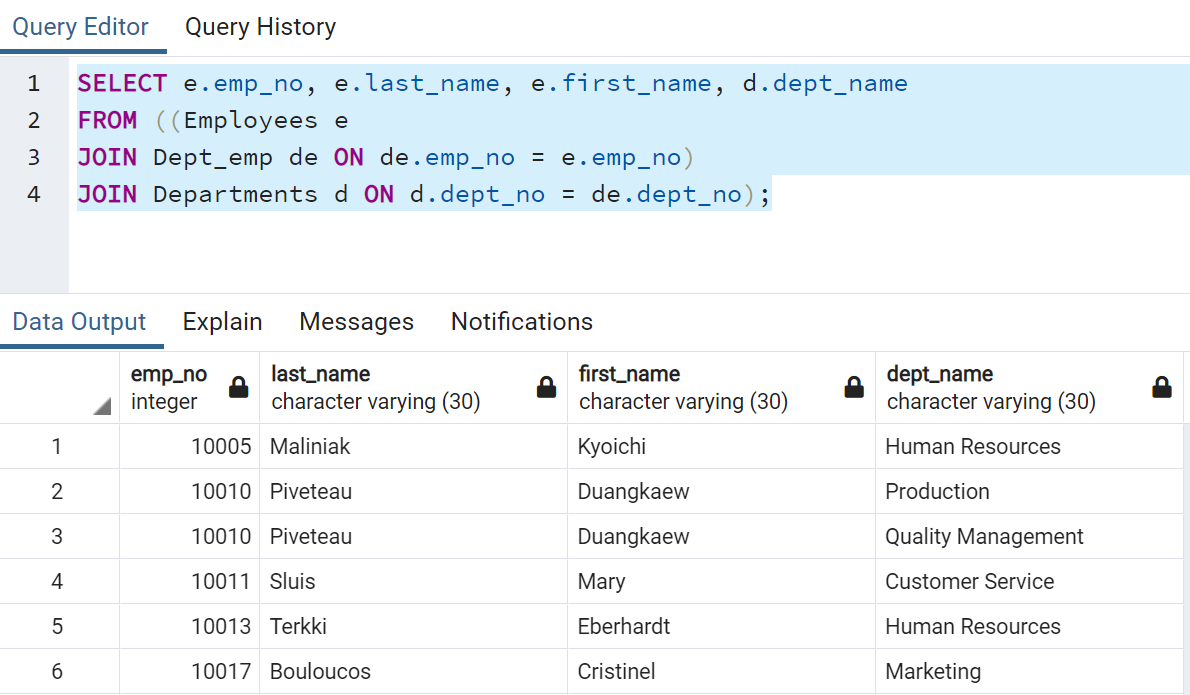 Query Editor Query History
1 SELECT e.emp_no, e.last_name, e.first_name, d.dept_name
2 FROM ((Employees e
3 JOIN Dept_emp de ON de.emp_no = e.emp_no)
4 JOIN Departments d ON d.dept_no = de.dept_no);
Data Output Explain Messages Notifications
emp_no last_name first_name dept_name
integer character varying (30) character varying (30) character varying (30)
1 10005 Maliniak Kyoichi Human Resources
2 10010 Piveteau Duangkaew Production
3 10010 Piveteau Duangkaew Quality Management
4 10011 Sluis Mary Customer Service
5 10013 Terkki Eberhardt Human Resources
6 10017 Bouloucos Cristinel Marketing